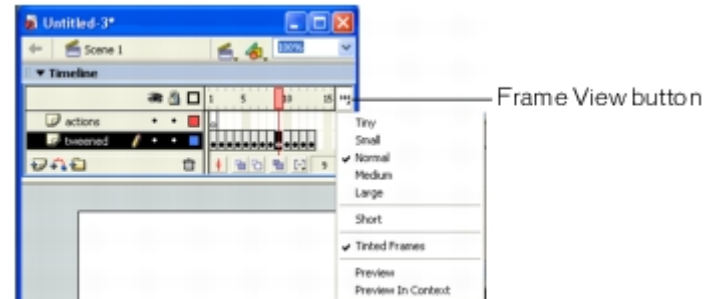 Untitled-3*
Scene 1
100%
Timeline
1 5 10 15
Frame View button
actions
tweened
9
Tiny
Small
Normal
Medium
Large
Short
Tinted Frames
Preview
Preview In Context